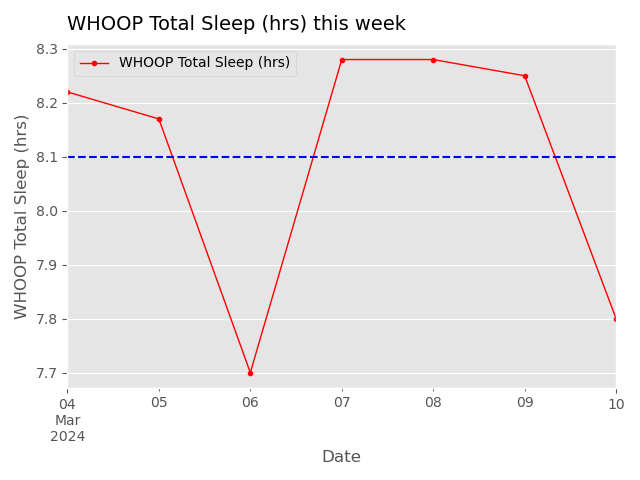 WHOOP Total Sleep (hrs) this week
8.3
WHOOP Total Sleep (hrs)
8.2
8.1
8.0
7.9
7.8
7.7
WHOOP Total Sleep (hrs)
04 05 06 07 08 09 10
Mar
2024
Date